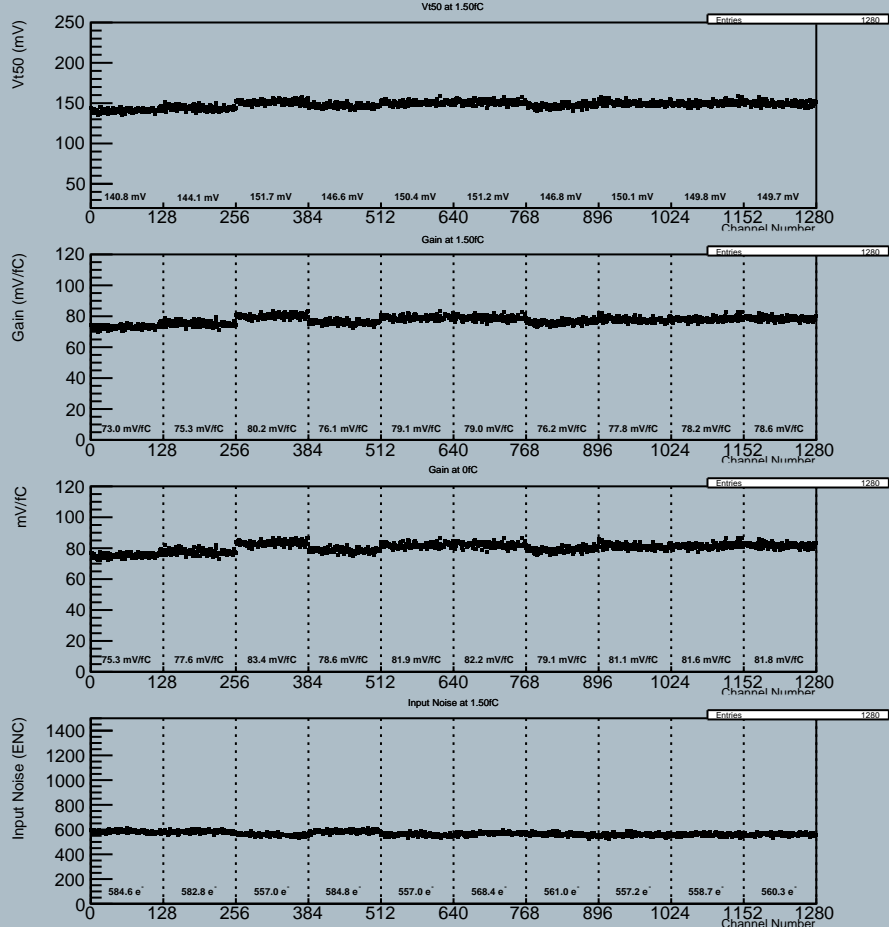 Vt50 at 1.50fC
Entries 1280
Vt50 (mV)
250
200
150
100
50
140.8 mV 144.1 mV 151.7 mV 146.6 mV 150.4 mV 151.2 mV 146.8 mV 150.1 mV 149.8 mV 149.7 mV
0 128 256 384 512 640 768 896 1024 1152 1280
Channel Number
Gain at 1.50fC
Entries 1280
Gain (mV/fC)
120
100
80
60
40
20
0
73.0 mV/fC 75.3 mV/fC 80.2 mV/fC 76.1 mV/fC 79.1 mV/fC 79.0 mV/fC 76.2 mV/fC 77.8 mV/fC 78.2 mV/fC 78.6 mV/fC
0 128 256 384 512 640 768 896 1024 1152 1280
Channel Number
Gain at 0fC
Entries 1280
mV/fC
120
100
80
60
40
20
0
75.3 mV/fC 77.6 mV/fC 83.4 mV/fC 78.6 mV/fC 81.9 mV/fC 82.2 mV/fC 79.1 mV/fC 81.1 mV/fC 81.6 mV/fC 81.8 mV/fC
0 128 256 384 512 640 768 896 1024 1152 1280
Channel Number
Input Noise at 1.50fC
Entries 1280
Input Noise (ENC)
1400
1200
1000
800
600
400
200
0
584.6 e⁻ 582.8 e⁻ 557.0 e⁻ 584.8 e⁻ 557.0 e⁻ 568.4 e⁻ 561.0 e⁻ 557.2 e⁻ 558.7 e⁻ 560.3 e⁻
0 128 256 384 512 640 768 896 1024 1152 1280
Channel Number